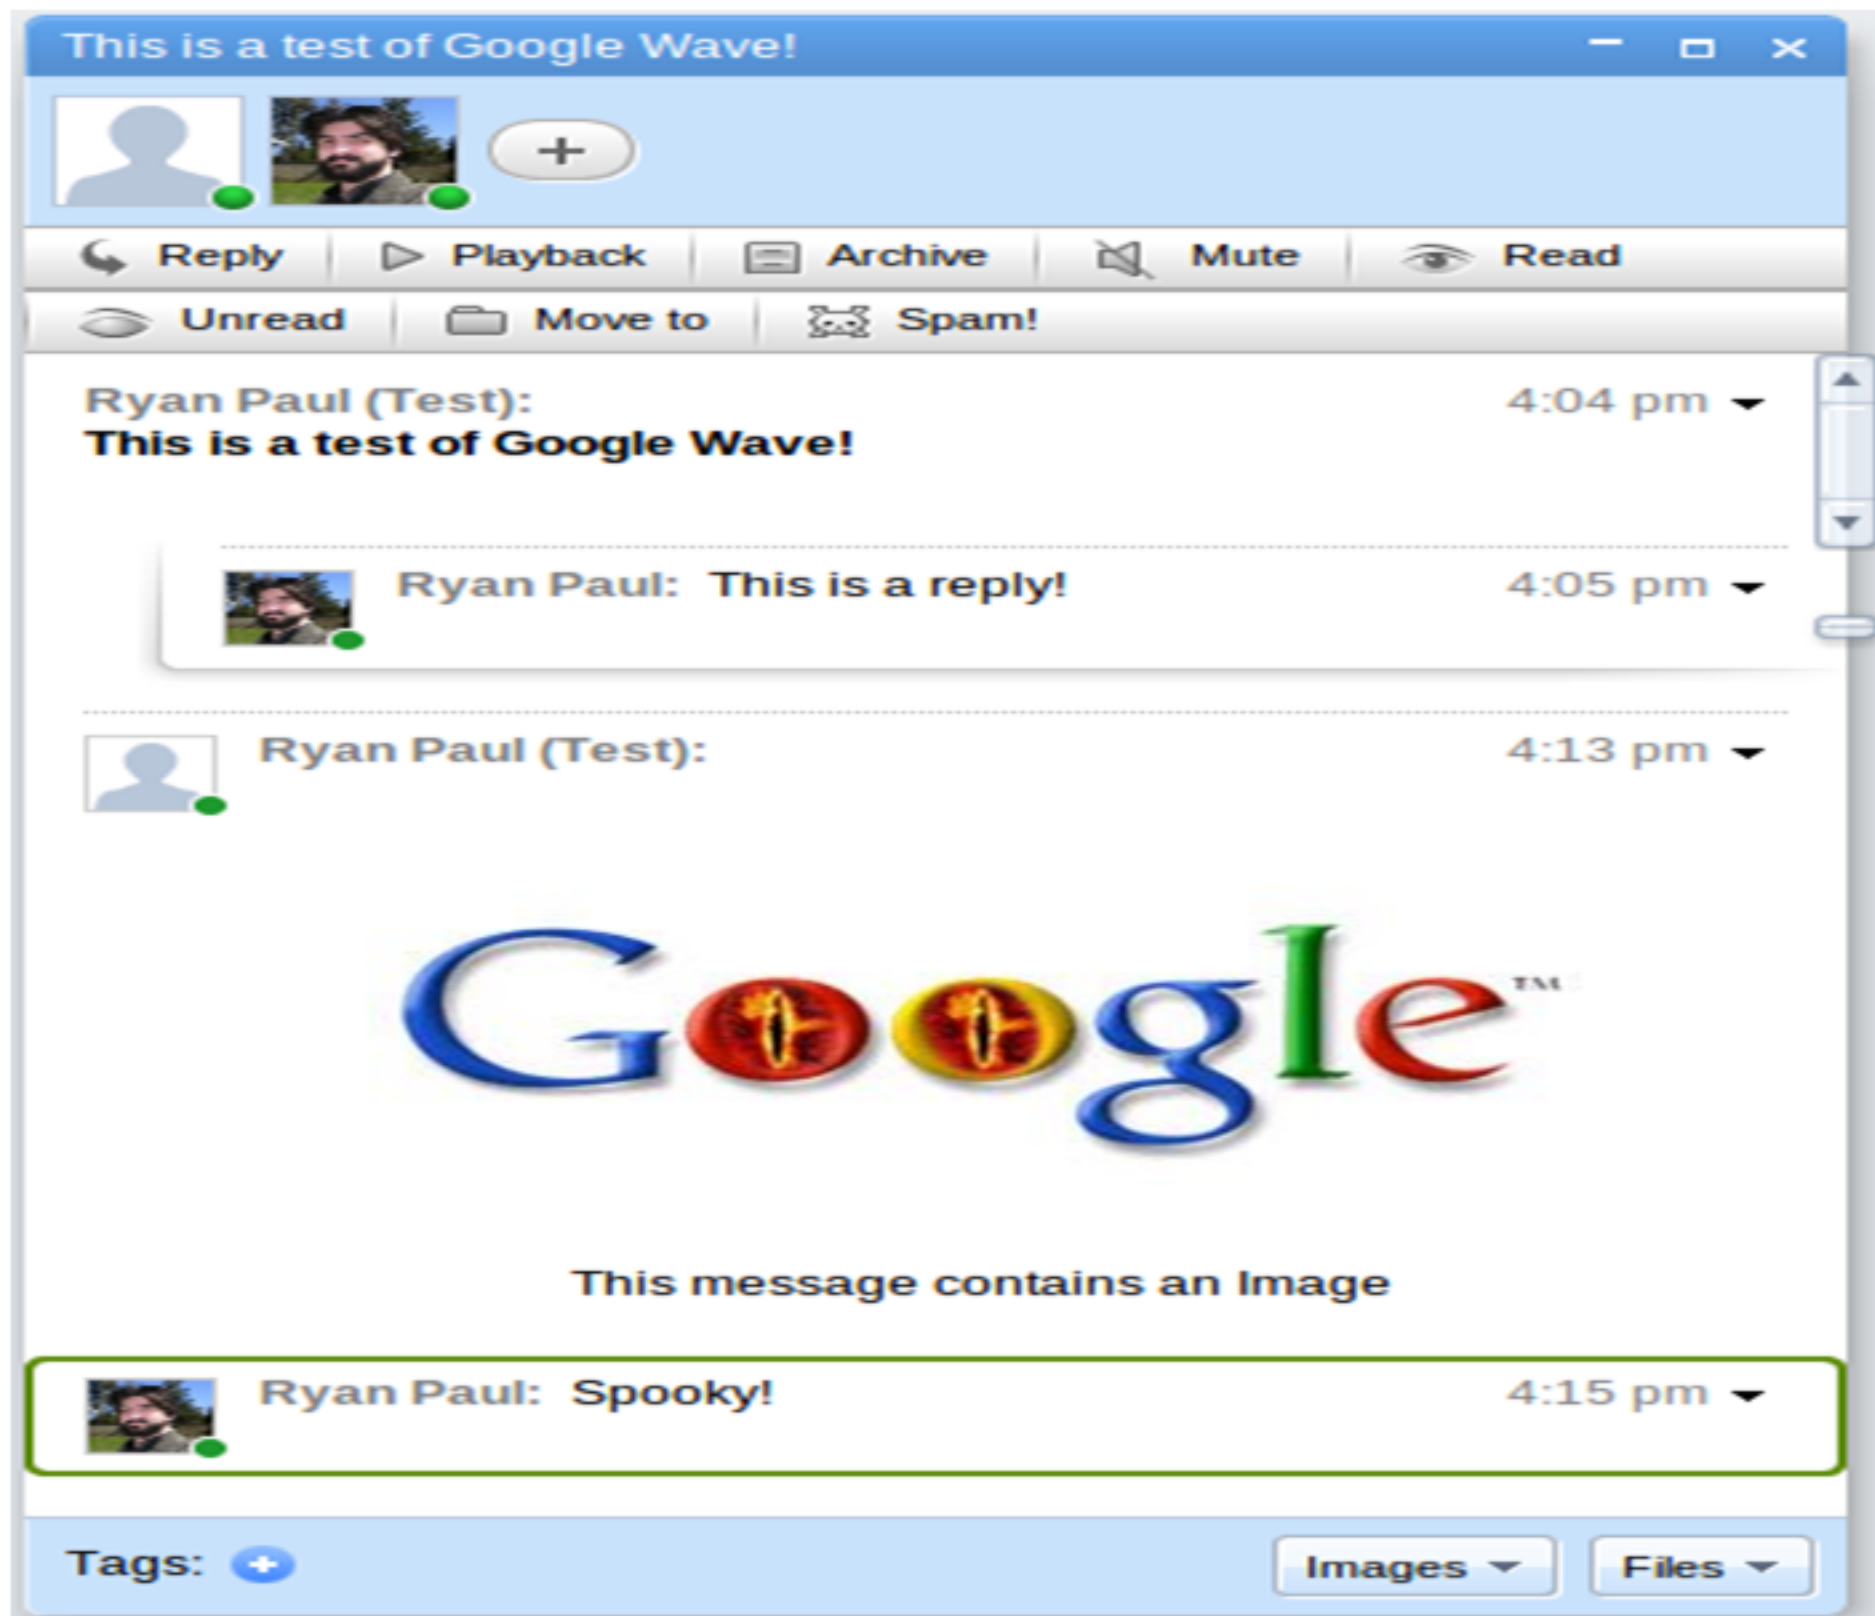 This is a test of Google Wave!
Reply Playback Archive Mute Read
Unread Move to Spam!
Ryan Paul (Test): 4:04 pm
This is a test of Google Wave!
Ryan Paul: This is a reply! 4:05 pm
Ryan Paul (Test): 4:13 pm
Google™
This message contains an Image
Ryan Paul: Spooky! 4:15 pm
Tags: Images Files